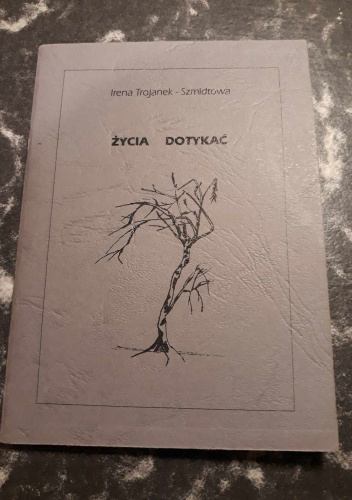 Irena Trojanek - Szmidtowa
ŻYCIA DOTYKAĆ